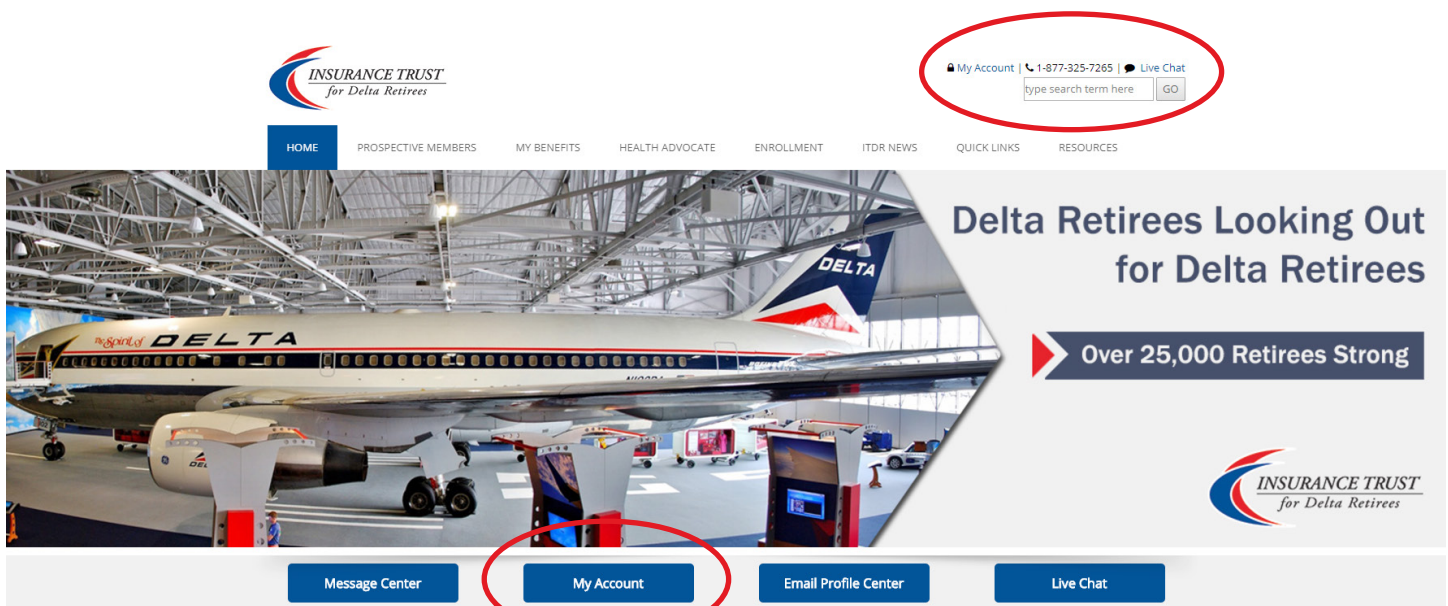 INSURANCE TRUST
for Delta Retirees
My Account | 1-877-325-7265 | Live Chat
type search term here GO
HOME PROSPECTIVE MEMBERS MY BENEFITS HEALTH ADVOCATE ENROLLMENT ITDR NEWS QUICK LINKS RESOURCES
Delta Retirees Looking Out
for Delta Retirees
DELTA
The Spirit of DELTA
Over 25,000 Retirees Strong
INSURANCE TRUST
for Delta Retirees
Message Center My Account Email Profile Center Live Chat